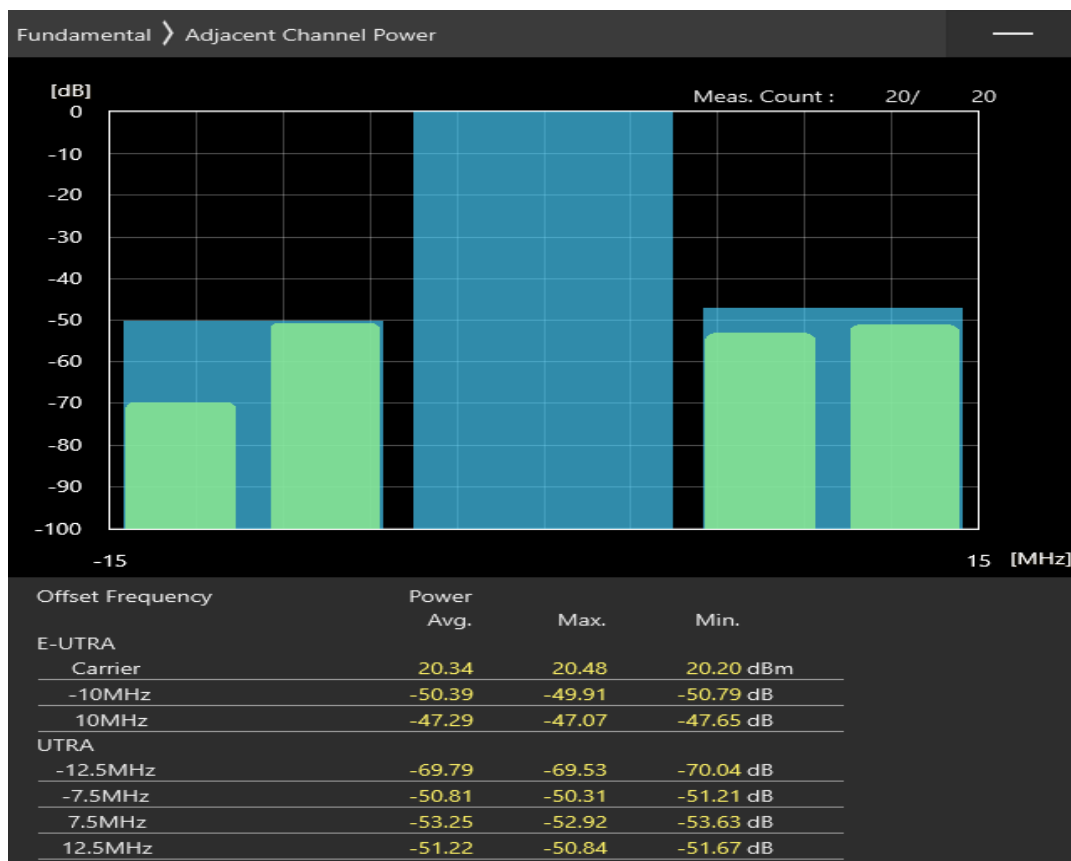 Fundamental ❯ Adjacent Channel Power
[dB]
Meas. Count : 20/ 20
0
-10
-20
-30
-40
-50
-60
-70
-80
-90
-100
-15 15 [MHz]
Offset Frequency Power
Avg. Max. Min.
E-UTRA
Carrier 20.34 20.48 20.20 dBm
-10MHz -50.39 -49.91 -50.79 dB
10MHz -47.29 -47.07 -47.65 dB
UTRA
-12.5MHz -69.79 -69.53 -70.04 dB
-7.5MHz -50.81 -50.31 -51.21 dB
7.5MHz -53.25 -52.92 -53.63 dB
12.5MHz -51.22 -50.84 -51.67 dB